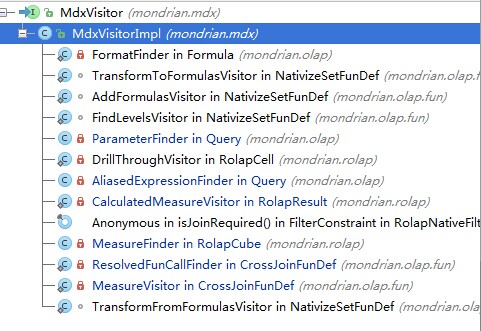 MdxVisitor (mondrian.mdx)
MdxVisitorImpl (mondrian.mdx)
FormatFinder in Formula (mondrian.olap)
TransformToFormulasVisitor in NativizeSetFunDef (mondrian.olap.f
AddFormulasVisitor in NativizeSetFunDef (mondrian.olap.fun)
FindLevelsVisitor in NativizeSetFunDef (mondrian.olap.fun)
ParameterFinder in Query (mondrian.olap)
DrillThroughVisitor in RolapCell (mondrian.rolap)
AliasedExpressionFinder in Query (mondrian.olap)
CalculatedMeasureVisitor in RolapResult (mondrian.rolap)
Anonymous in isJoinRequired() in FilterConstraint in RolapNativeFilt
MeasureFinder in RolapCube (mondrian.rolap)
ResolvedFunCallFinder in CrossJoinFunDef (mondrian.olap.fun)
MeasureVisitor in CrossJoinFunDef (mondrian.olap.fun)
TransformFromFormulasVisitor in NativizeSetFunDef (mondrian.olap